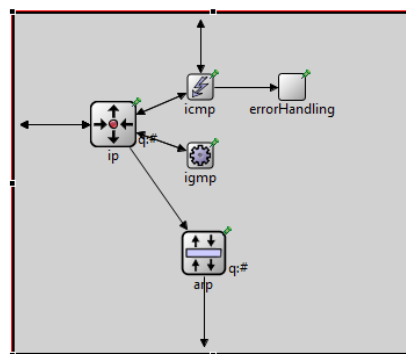 icmp
errorHandling
q:#
ip
igmp
q:#
arp